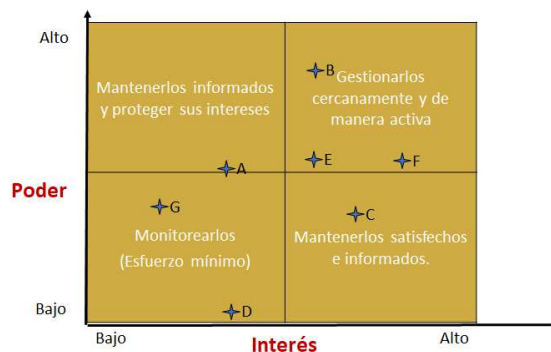 Alto
B
Mantenerlos informados
y proteger sus intereses
Gestionarlos
cercanamente y de
manera activa
E
F
A
Poder
G
C
Monitorearlos
(Esfuerzo mínimo)
Mantenerlos satisfechos
e informados.
D
Bajo
Bajo
Interés
Alto